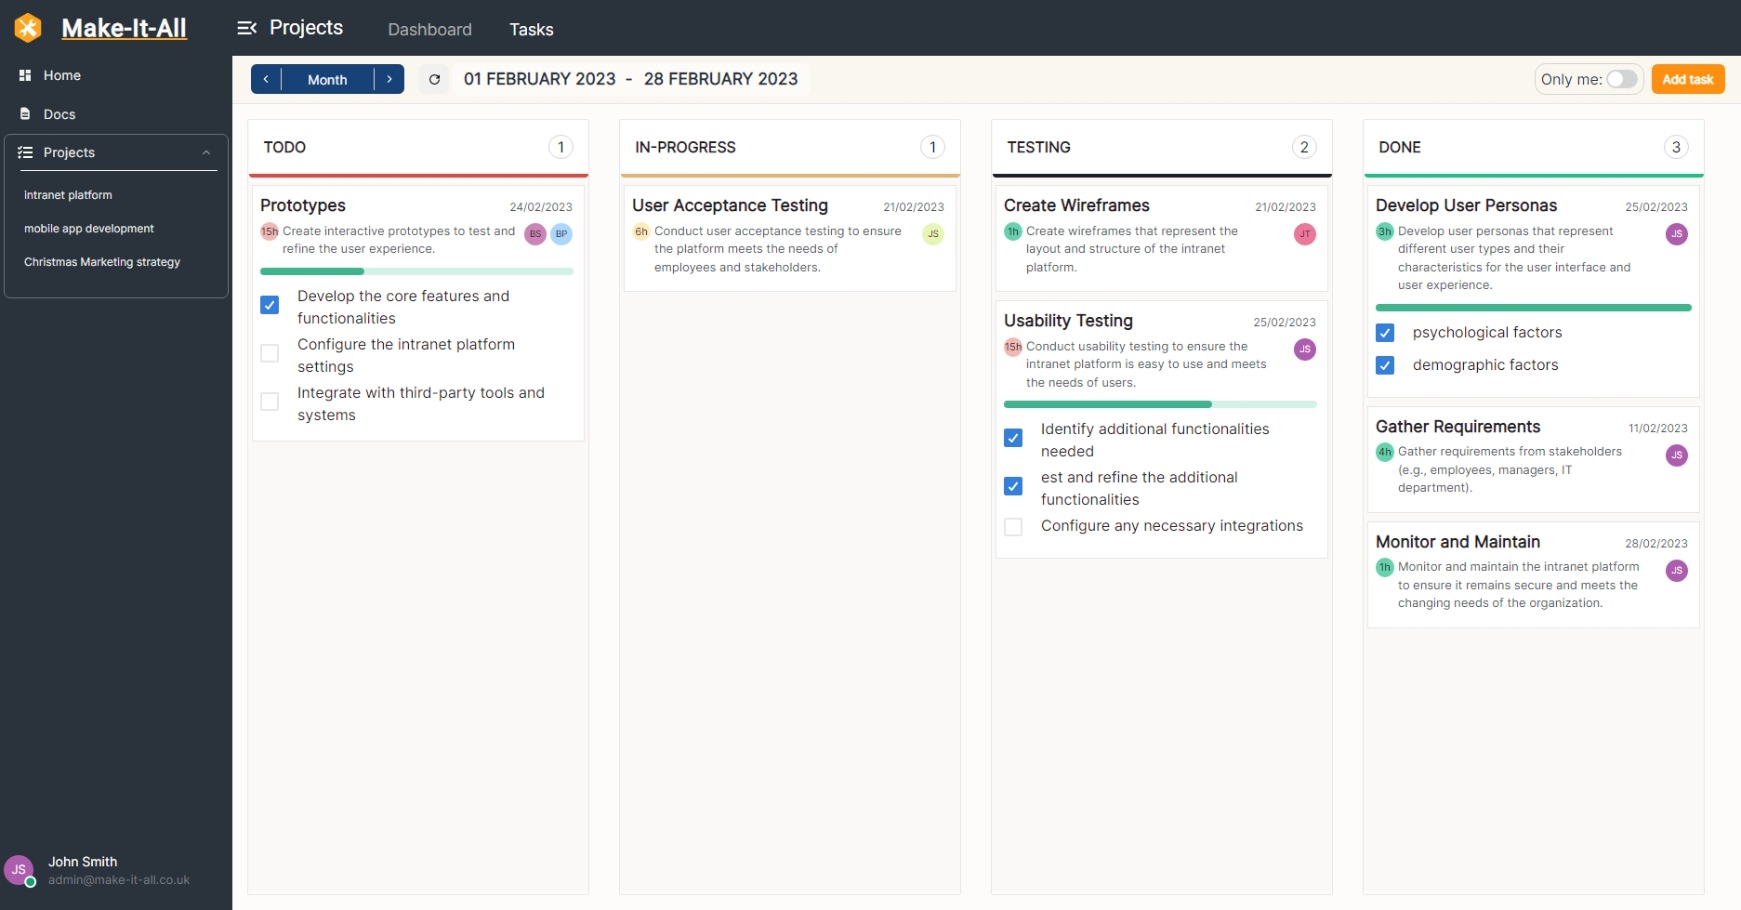 Make-It-All
Projects
Dashboard
Tasks
Home
Docs
Projects
intranet platform
mobile app development
Christmas Marketing strategy
John Smith
JS
admin@make-it-all.co.uk
Month
01 FEBRUARY 2023 - 28 FEBRUARY 2023
Only me:
Add task
TODO
1
Prototypes
24/02/2023
15h
Create interactive prototypes to test and
refine the user experience.
BS
BP
Develop the core features and
functionalities
Configure the intranet platform
settings
Integrate with third-party tools and
systems
IN-PROGRESS
1
User Acceptance Testing
21/02/2023
6h
Conduct user acceptance testing to ensure
the platform meets the needs of
employees and stakeholders.
JS
TESTING
2
Create Wireframes
21/02/2023
1h
Create wireframes that represent the
layout and structure of the intranet
platform.
JT
Usability Testing
25/02/2023
15h
Conduct usability testing to ensure the
intranet platform is easy to use and meets
the needs of users.
JS
Identify additional functionalities
needed
est and refine the additional
functionalities
Configure any necessary integrations
DONE
3
Develop User Personas
25/02/2023
3h
Develop user personas that represent
different user types and their
characteristics for the user interface and
user experience.
JS
psychological factors
demographic factors
Gather Requirements
11/02/2023
4h
Gather requirements from stakeholders
(e.g., employees, managers, IT
department).
JS
Monitor and Maintain
28/02/2023
1h
Monitor and maintain the intranet platform
to ensure it remains secure and meets the
changing needs of the organization.
JS